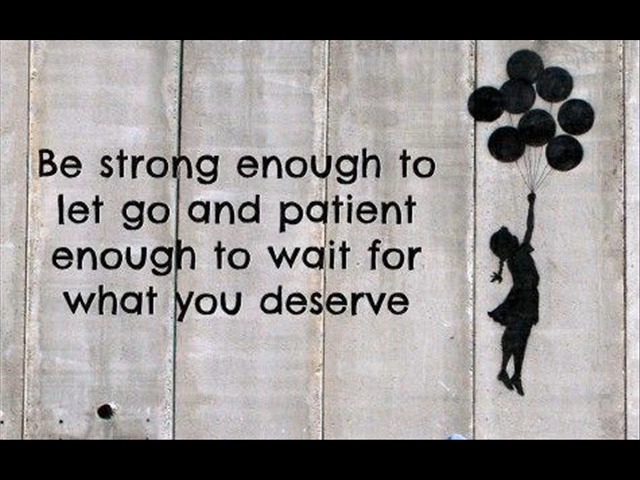 Be strong enough to
let go and patient
enough to wait for
what you deserve